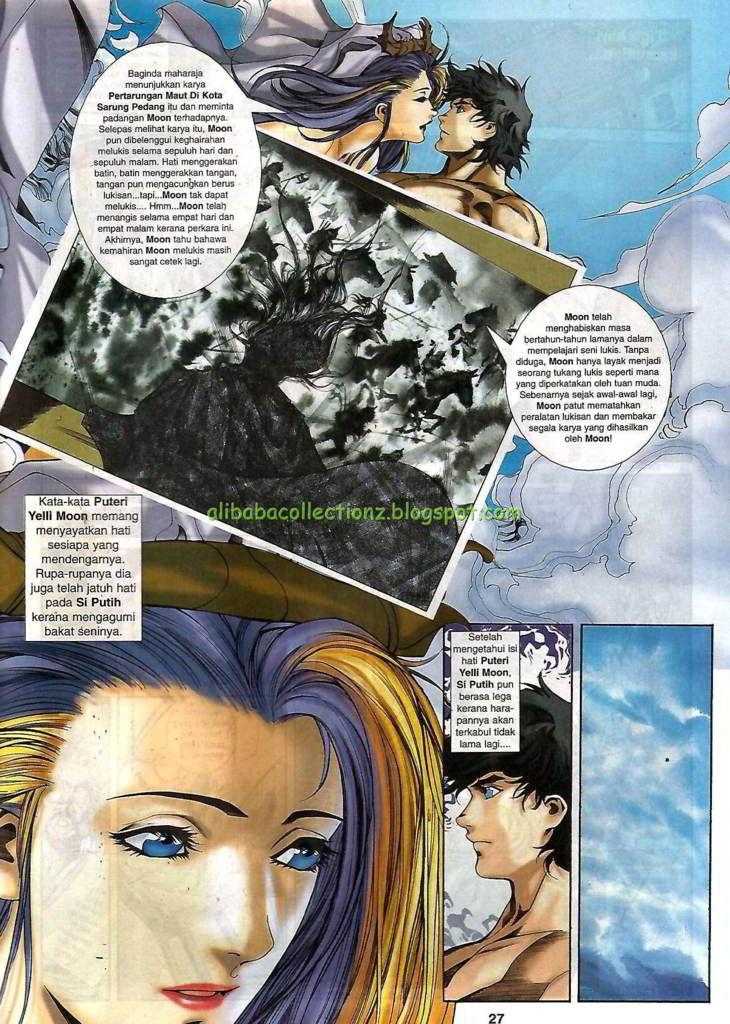 Baginda maharaja
menunjukkan karya
Pertarungan Maut Di Kota
Sarung Pedang itu dan meminta
padangan Moon terhadapnya.
Selepas melihat karya itu, Moon
pun dibelenggui keghairahan
melukis selama sepuluh hari dan
sepuluh malam. Hati menggerakan
batin, batin menggerakkan tangan,
tangan pun mengacungkan berus
lukisan...tapi...Moon tak dapat
melukis.... Hmm...Moon telah
menangis selama empat hari dan
empat malam kerana perkara ini.
Akhirnya, Moon tahu bahawa
kemahiran Moon melukis masih
sangat cetek lagi.
Moon telah
menghabiskan masa
bertahun-tahun lamanya dalam
mempelajari seni lukis. Tanpa
diduga, Moon hanya layak menjadi
seorang tukang lukis seperti mana
yang diperkatakan oleh tuan muda.
Sebenarnya sejak awal-awal lagi,
Moon patut mematahkan
peralatan lukisan dan membakar
segala karya yang dihasilkan
oleh Moon!
alibabacollectionz.blogspot.com
Kata-kata Puteri
Yelli Moon memang
menyayatkan hati
sesiapa yang
mendengarnya.
Rupa-rupanya dia
juga telah jatuh hati
pada Si Putih
kerana mengagumi
bakat seninya.
Setelah
mengetahui isi
hati Puteri
Yelli Moon,
Si Putih pun
berasa lega
kerana hara-
pannya akan
terkabul tidak
lama lagi....
27